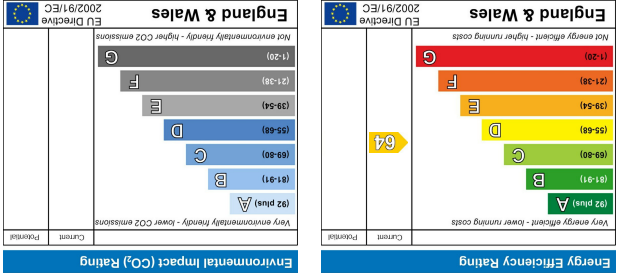 Energy Efficiency Rating
Current Potential
Very energy efficient - lower running costs
(92 plus) A
(81-91) B
(69-80) C
(55-68) D
(39-54) E
(21-38) F
(1-20) G
64
Not energy efficient - higher running costs
England & Wales
EU Directive
2002/91/EC
Environmental Impact (CO₂) Rating
Current Potential
Very environmentally friendly - lower CO2 emissions
(92 plus) A
(81-91) B
(69-80) C
(55-68) D
(39-54) E
(21-38) F
(1-20) G
Not environmentally friendly - higher CO2 emissions
England & Wales
EU Directive
2002/91/EC